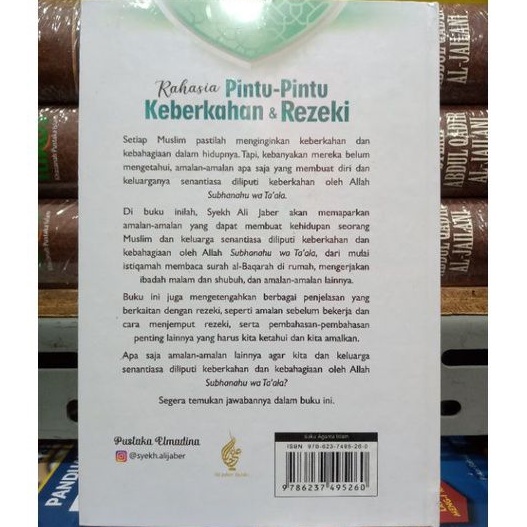 Rahasia Pintu-Pintu
Keberkahan & Rezeki
Setiap Muslim pastilah menginginkan keberkahan dan
kebahagiaan dalam hidupnya. Tapi, kebanyakan mereka belum
mengetahui, amalan-amalan apa saja yang membuat diri dan
keluarganya senantiasa diliputi keberkahan oleh Allah
Subhanahu wa Ta'ala.
Di buku inilah, Syekh Ali Jaber akan memaparkan
amalan-amalan yang dapat membuat kehidupan seorang
Muslim dan keluarga senantiasa diliputi keberkahan dan
kebahagiaan oleh Allah Subhanahu wa Ta'ala, dari mulai
istiqamah membaca surah al-Baqarah di rumah, mengerjakan
ibadah malam dan shubuh, dan amalan-amalan lainnya.
Buku ini juga mengetengahkan berbagai penjelasan yang
berkaitan dengan rezeki, seperti amalan sebelum bekerja dan
cara menjemput rezeki, serta pembahasan-pembahasan
penting lainnya yang harus kita ketahui dan kita amalkan.
Apa saja amalan-amalan lainnya agar kita dan keluarga
senantiasa diliputi keberkahan dan kebahagiaan oleh Allah
Subhanahu wa Ta'ala?
Segera temukan jawabannya dalam buku ini.
Pustaka Elmadina
@syekh.alijaber
Buku Agama Islam
ISBN 978-623-7495-26-0
9 786237 495260
ABDUL QADIR
AL-JAILANI
ABDUL QADIR
AL-JAILANI
AL-JAILANI
PANDU